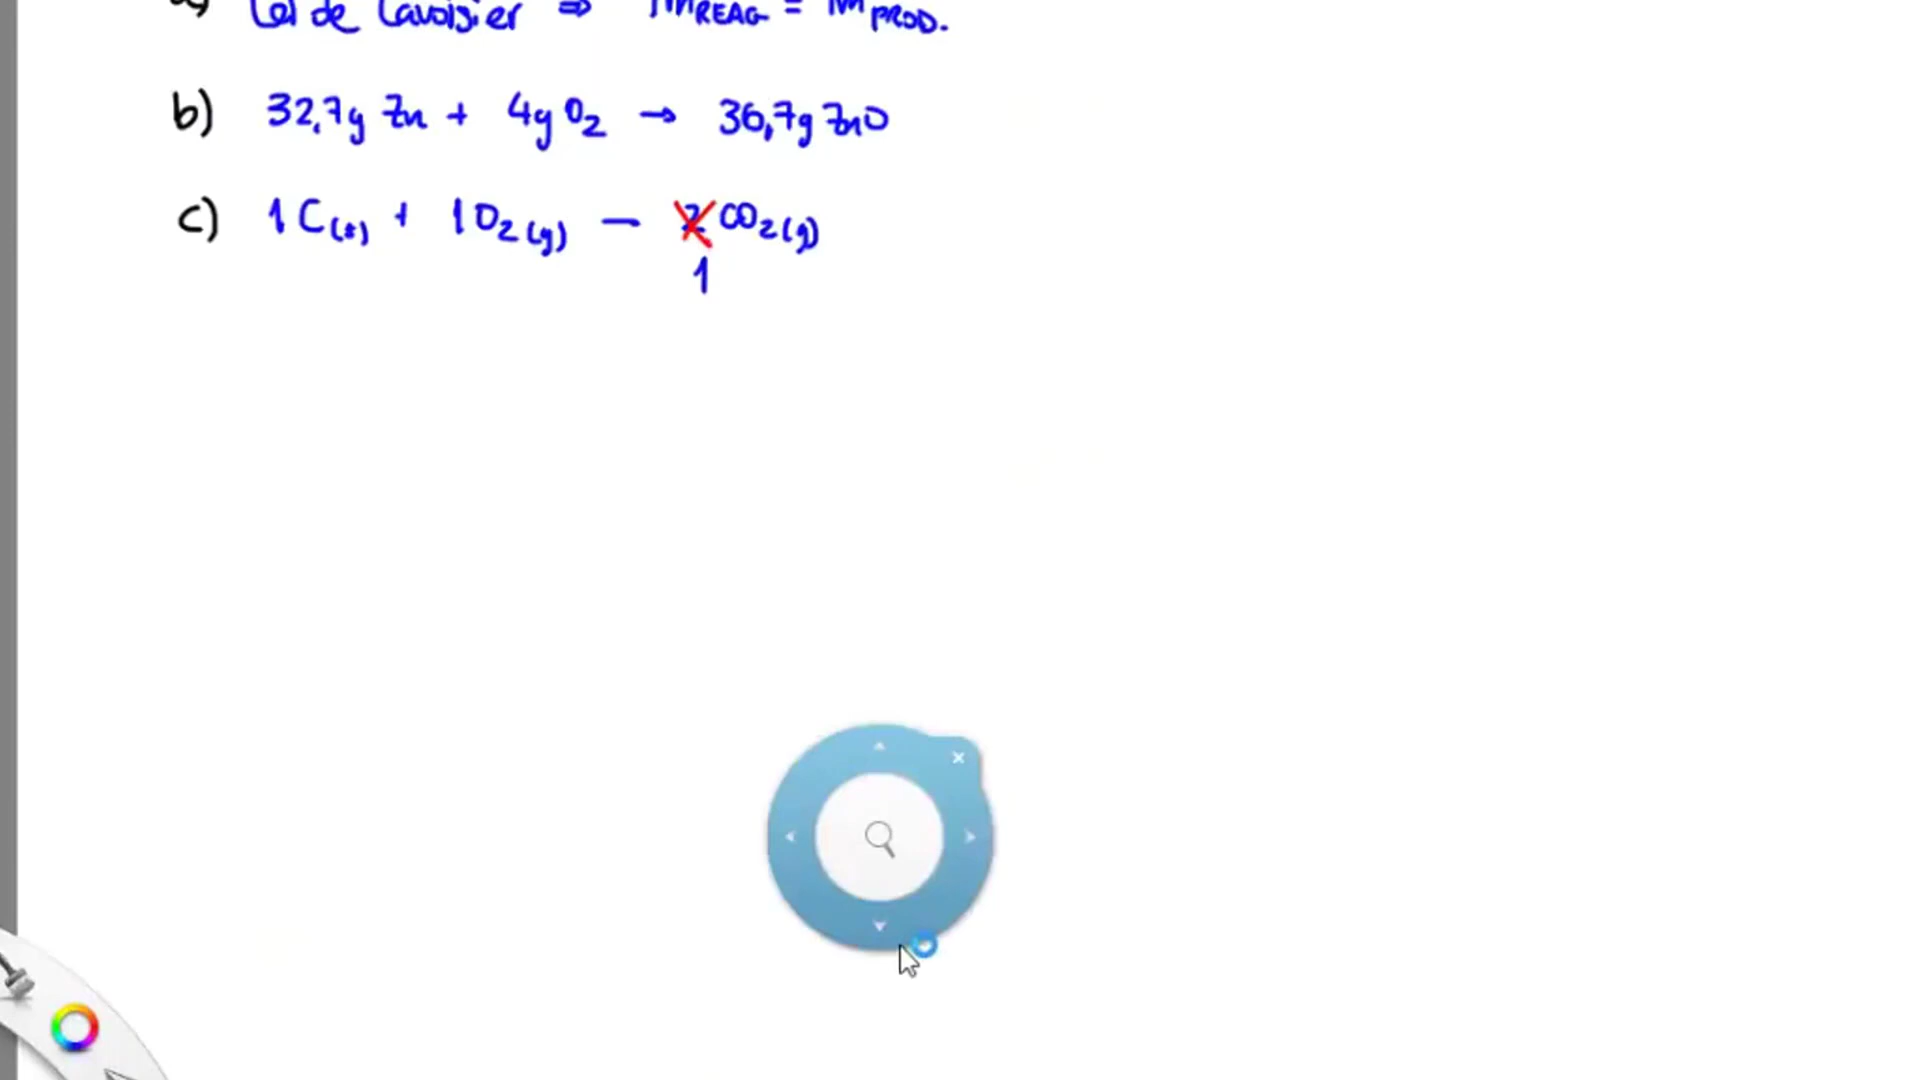 a) Lei de Lavoisier ⇒ mREAG = mPROD.
b) 32,7g Zn + 4g O2 → 36,7g ZnO
c) 1 C(s) + 1 O2(g) — 2 CO2(g)
1